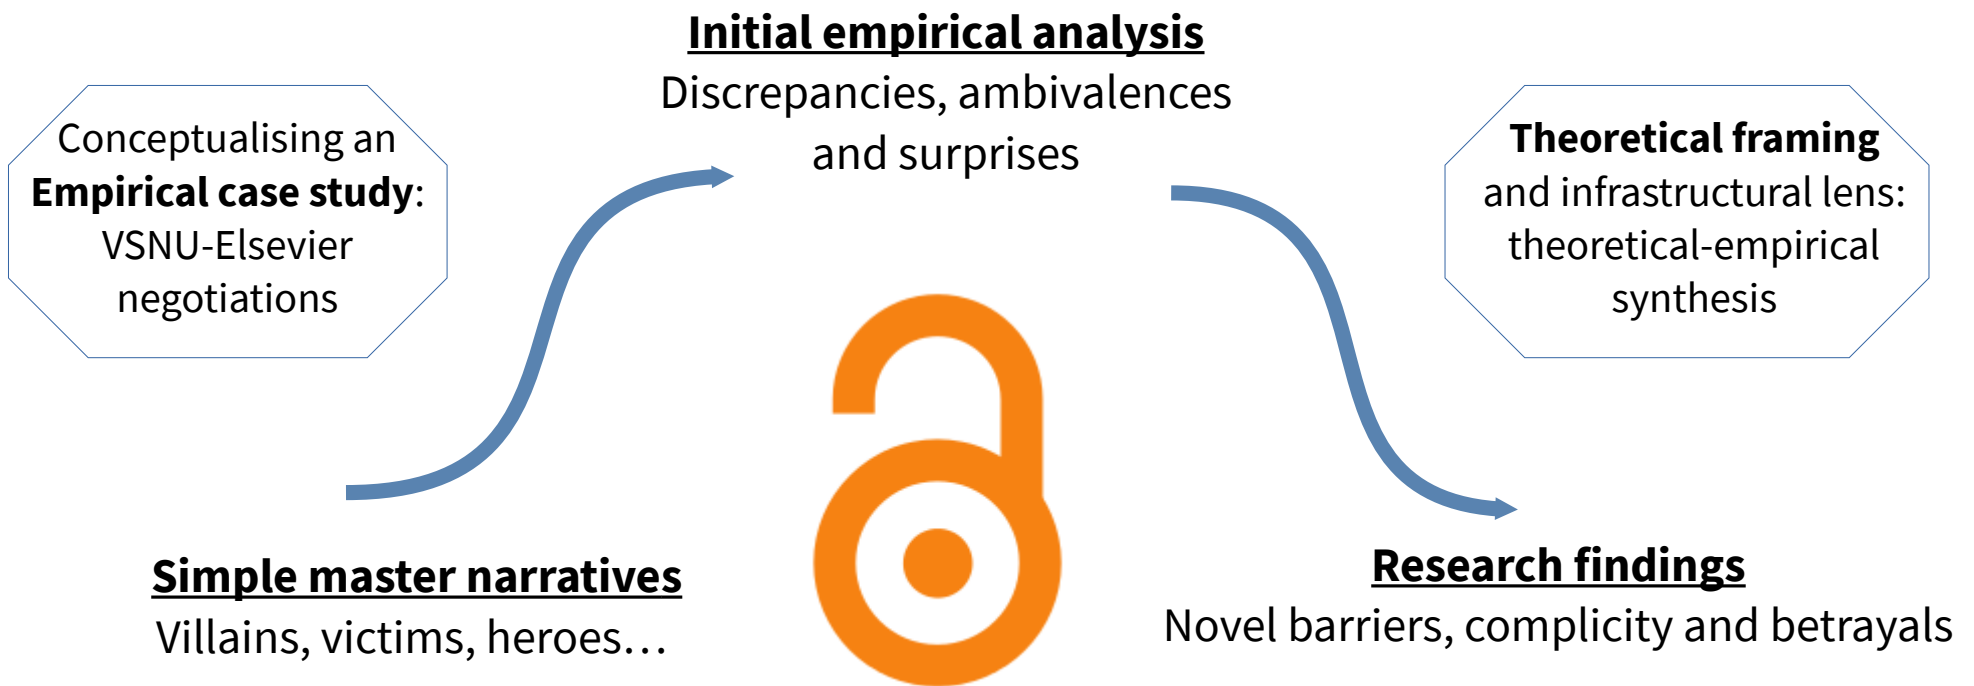 Initial empirical analysis
Discrepancies, ambivalences
and surprises
Conceptualising an
Empirical case study:
VSNU-Elsevier
negotiations
Theoretical framing
and infrastructural lens:
theoretical-empirical
synthesis
Simple master narratives
Villains, victims, heroes…
Research findings
Novel barriers, complicity and betrayals